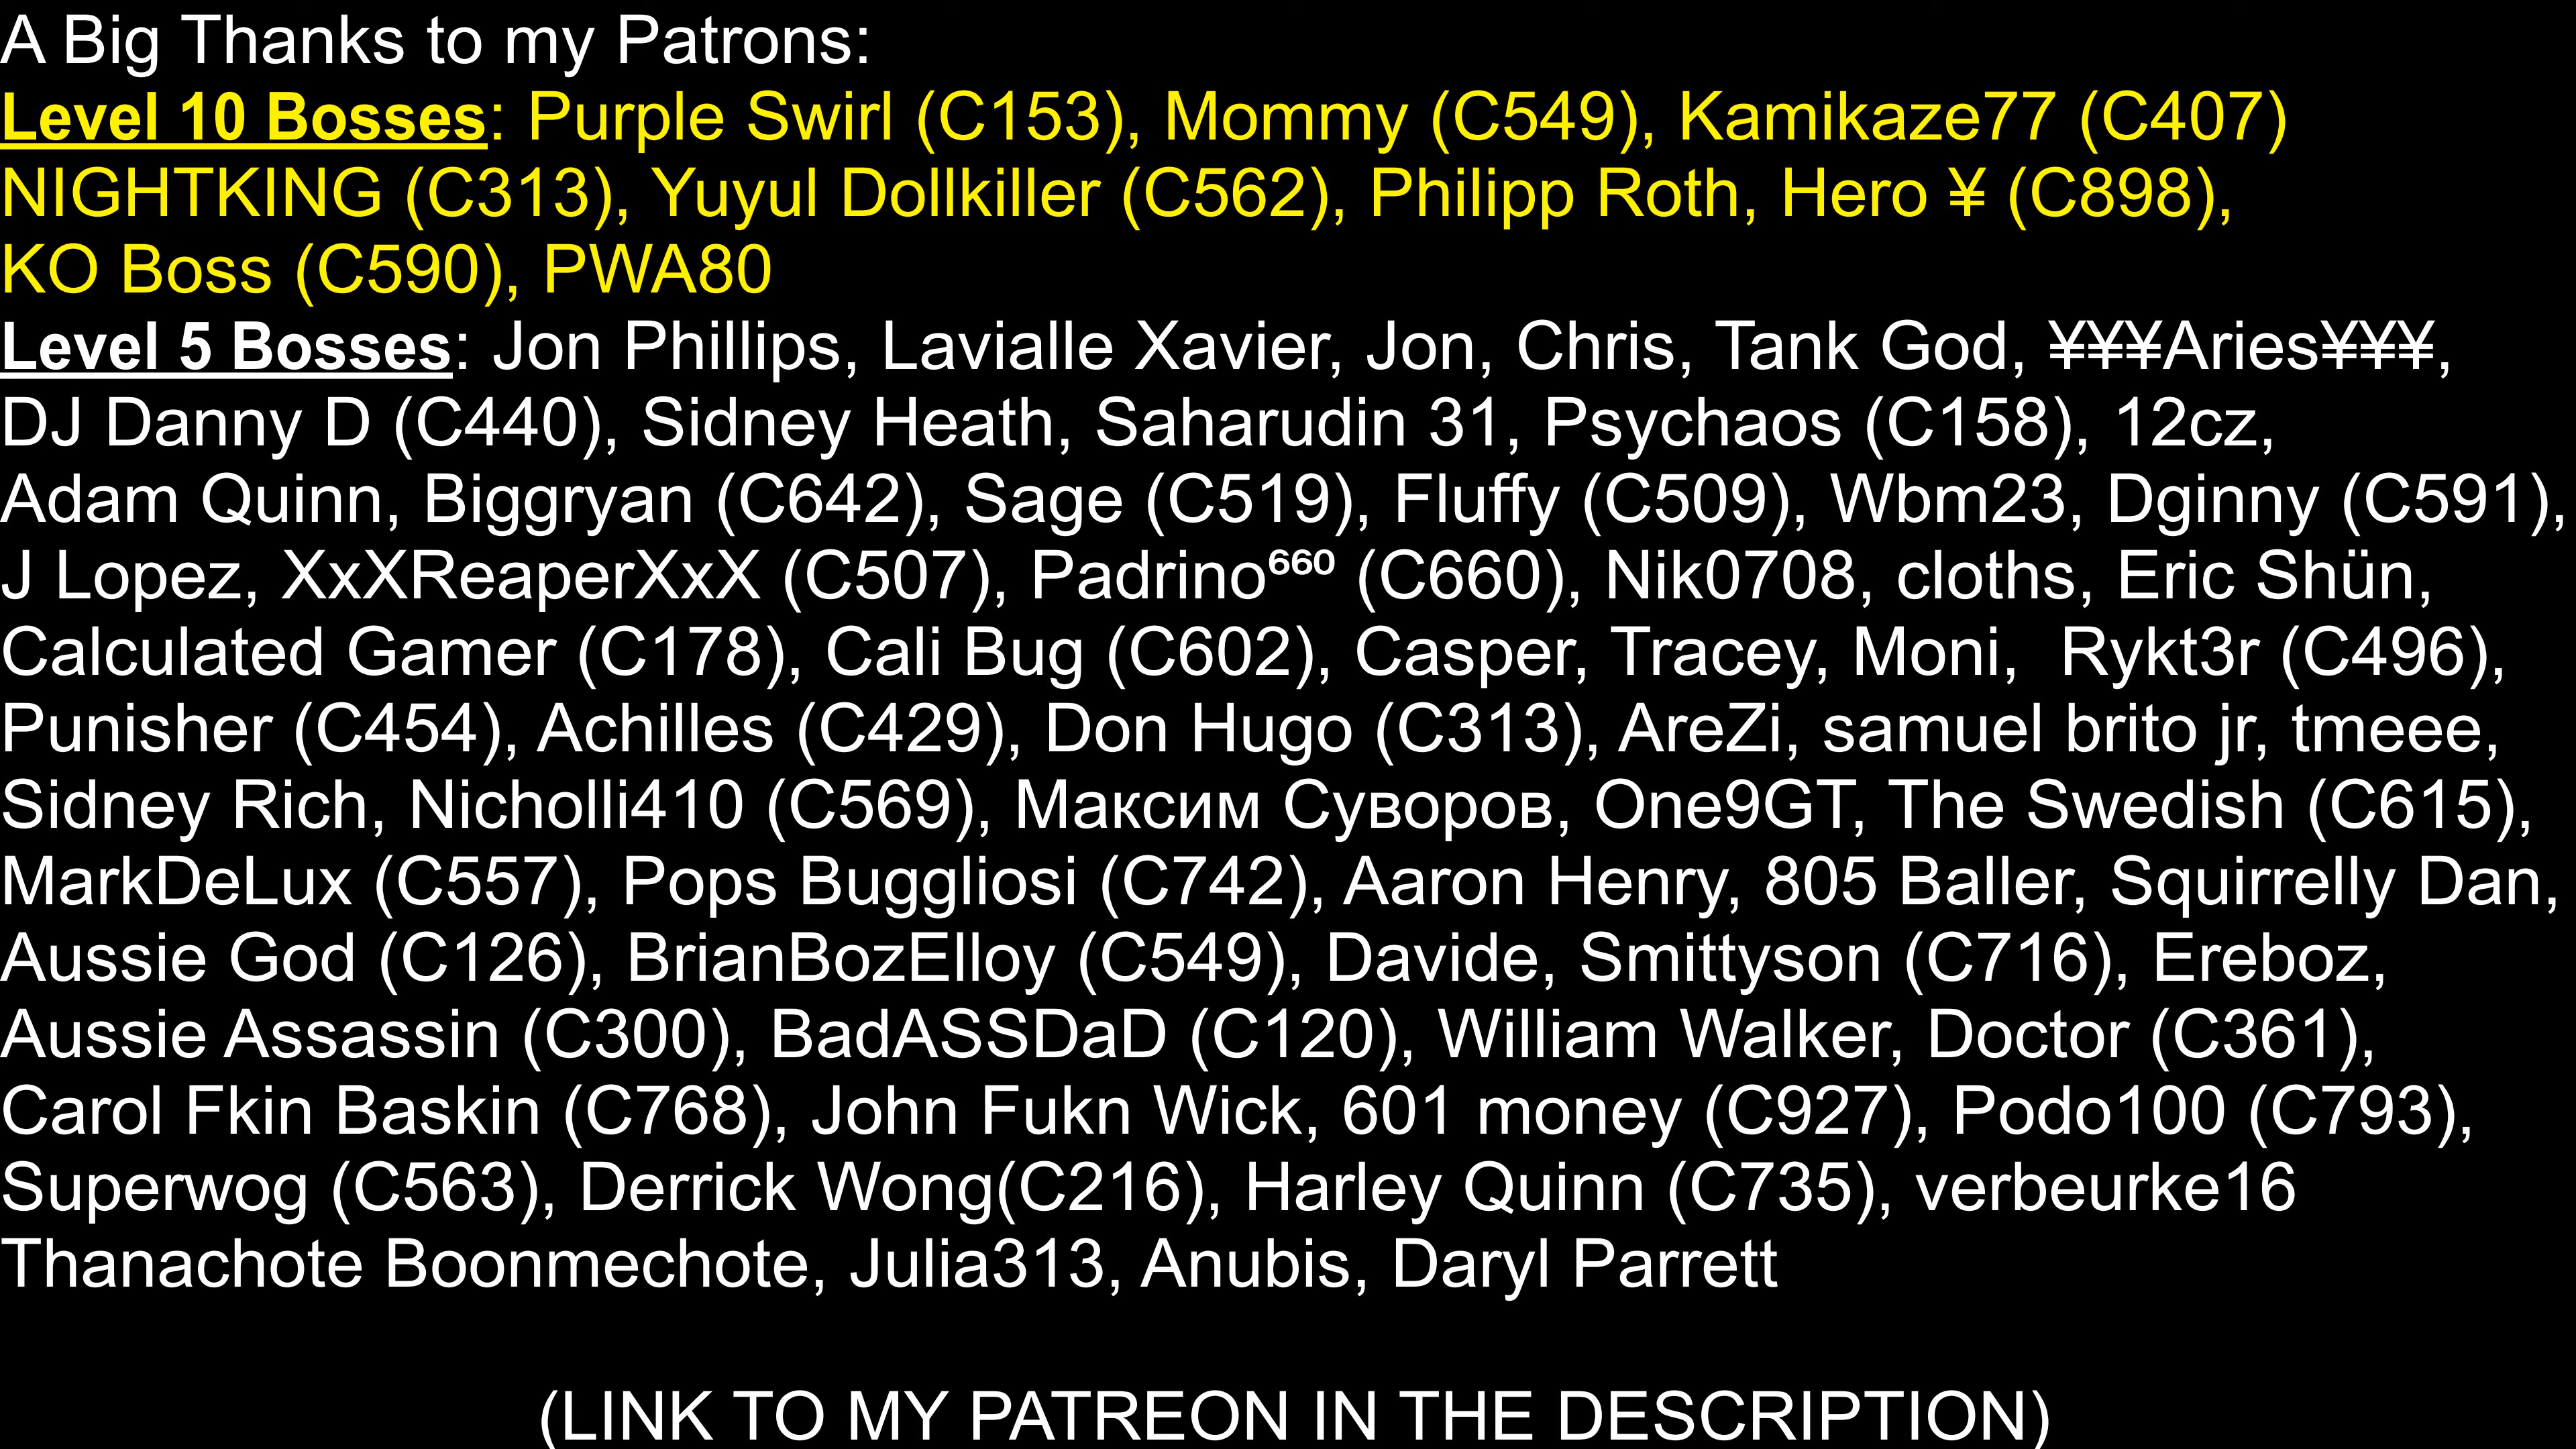 A Big Thanks to my Patrons:
Level 10 Bosses: Purple Swirl (C153), Mommy (C549), Kamikaze77 (C407)
NIGHTKING (C313), Yuyul Dollkiller (C562), Philipp Roth, Hero ¥ (C898),
KO Boss (C590), PWA80
Level 5 Bosses: Jon Phillips, Lavialle Xavier, Jon, Chris, Tank God, ¥¥¥Aries¥¥¥,
DJ Danny D (C440), Sidney Heath, Saharudin 31, Psychaos (C158), 12cz,
Adam Quinn, Biggryan (C642), Sage (C519), Fluffy (C509), Wbm23, Dginny (C591),
J Lopez, XxXReaperXxX (C507), Padrino⁶⁶⁰ (C660), Nik0708, cloths, Eric Shün,
Calculated Gamer (C178), Cali Bug (C602), Casper, Tracey, Moni,  Rykt3r (C496),
Punisher (C454), Achilles (C429), Don Hugo (C313), AreZi, samuel brito jr, tmeee,
Sidney Rich, Nicholli410 (C569), Максим Суворов, One9GT, The Swedish (C615),
MarkDeLux (C557), Pops Buggliosi (C742), Aaron Henry, 805 Baller, Squirrelly Dan,
Aussie God (C126), BrianBozElloy (C549), Davide, Smittyson (C716), Ereboz,
Aussie Assassin (C300), BadASSDaD (C120), William Walker, Doctor (C361),
Carol Fkin Baskin (C768), John Fukn Wick, 601 money (C927), Podo100 (C793),
Superwog (C563), Derrick Wong(C216), Harley Quinn (C735), verbeurke16
Thanachote Boonmechote, Julia313, Anubis, Daryl Parrett
(LINK TO MY PATREON IN THE DESCRIPTION)